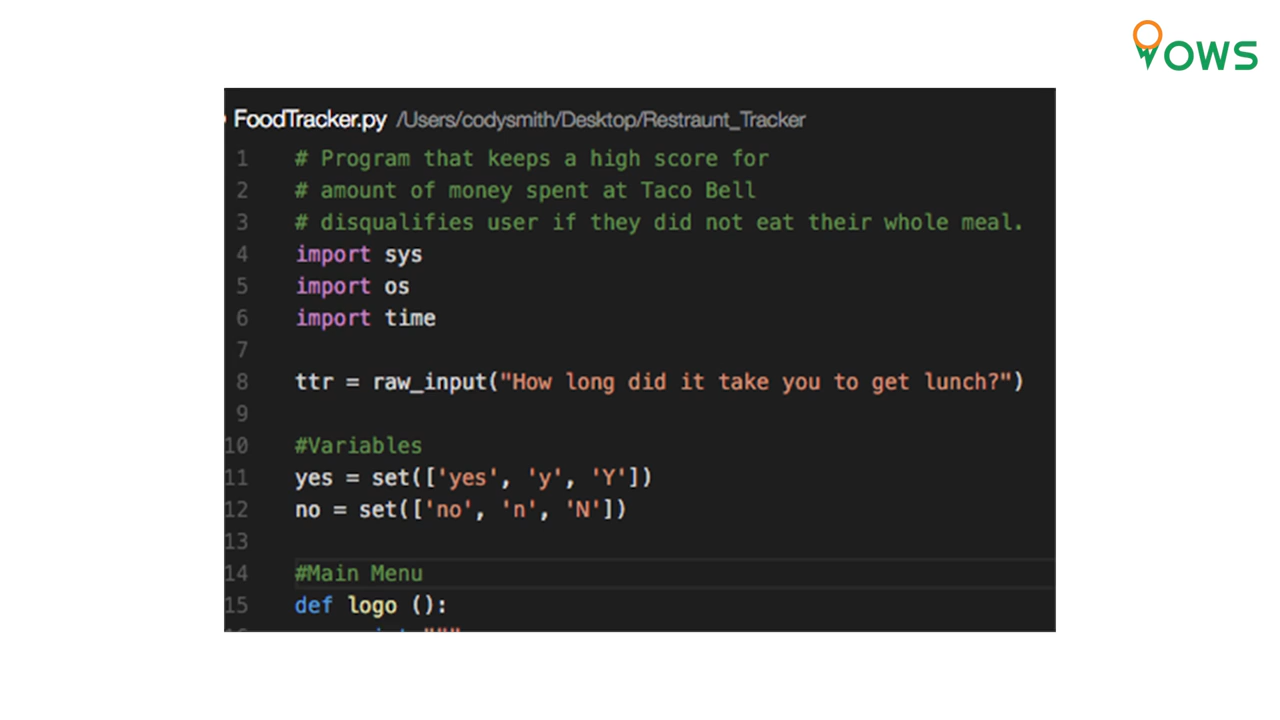 VOWS
FoodTracker.py /Users/codysmith/Desktop/Restraunt_Tracker
1 # Program that keeps a high score for
2 # amount of money spent at Taco Bell
3 # disqualifies user if they did not eat their whole meal.
4 import sys
5 import os
6 import time
7
8 ttr = raw_input("How long did it take you to get lunch?")
9
10 #Variables
11 yes = set(['yes', 'y', 'Y'])
12 no = set(['no', 'n', 'N'])
13
14 #Main Menu
15 def logo ():